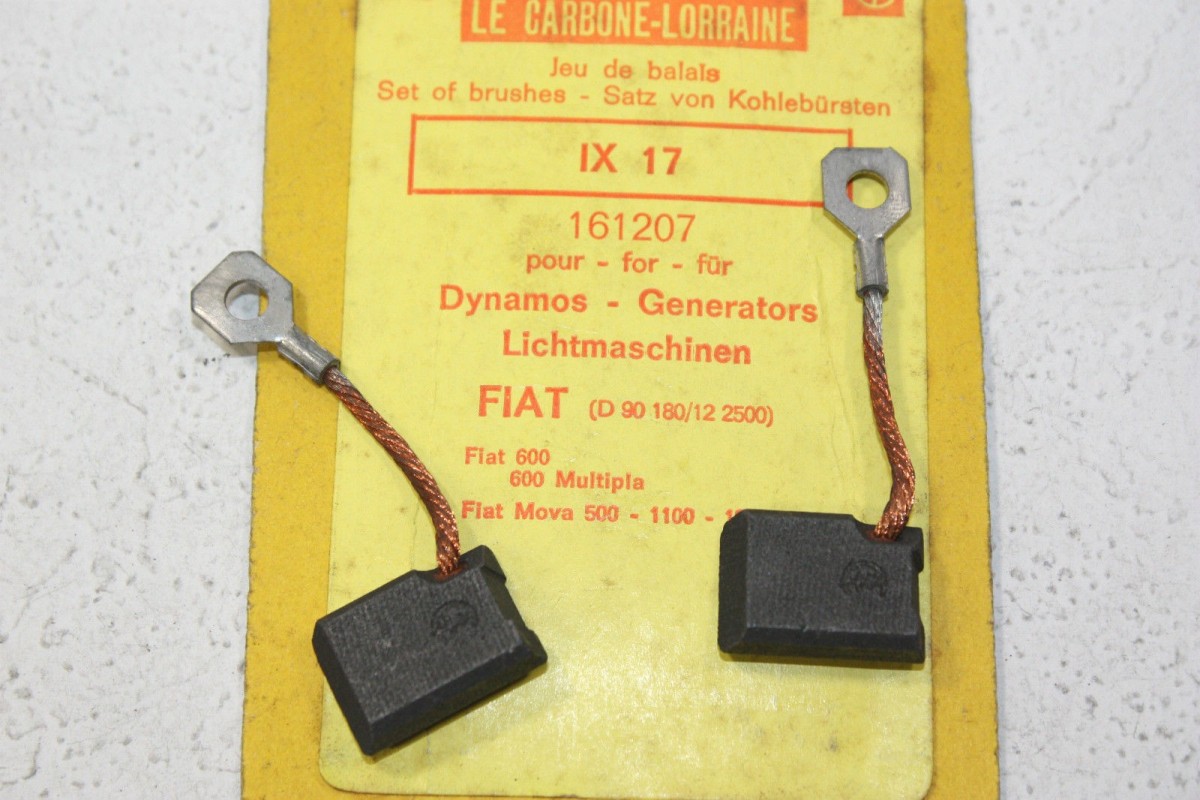 LE CARBONE-LORRAINE
Jeu de balais
Set of brushes - Satz von Kohlebürsten
IX 17
161207
pour - for - für
Dynamos - Generators
Lichtmaschinen
FIAT (D 90 180/12 2500)
Fiat 600
600 Multipla
Fiat Mova 500 - 1100 -